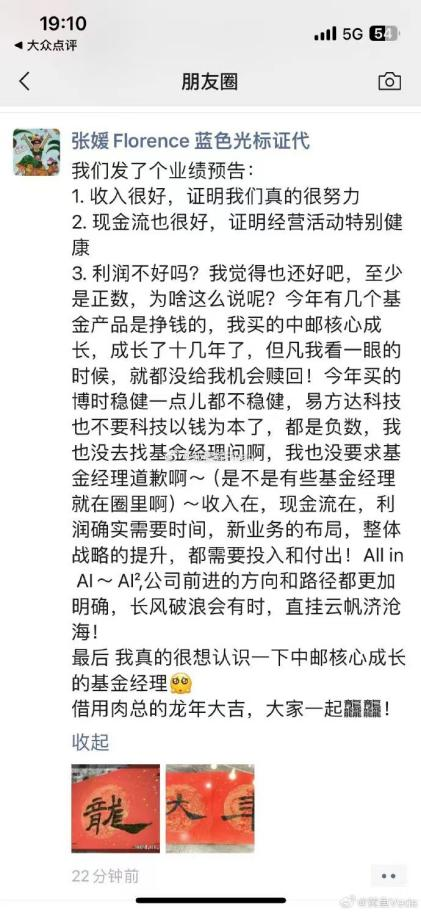 19:10
5G 54
◀ 大众点评
朋友圈
张媛 Florence 蓝色光标证代
我们发了个业绩预告：
1. 收入很好，证明我们真的很努力
2. 现金流也很好，证明经营活动特别健
康
3. 利润不好吗？我觉得也还好吧，至少
是正数，为啥这么说呢？今年有几个基
金产品是挣钱的，我买的中邮核心成
长，成长了十几年了，但凡我看一眼的
时候，就都没给我机会赎回！今年买的
博时稳健一点儿都不稳健，易方达科技
也不要科技以钱为本了，都是负数，我
也没去找基金经理问啊，我也没要求基
金经理道歉啊～（是不是有些基金经理
就在圈里啊）～收入在，现金流在，利
润确实需要时间，新业务的布局，整体
战略的提升，都需要投入和付出！All in
AI～AI²,公司前进的方向和路径都更加
明确，长风破浪会有时，直挂云帆济沧
海！
最后 我真的很想认识一下中邮核心成长
的基金经理🥺
借用肉总的龙年大吉，大家一起龘龘！
收起
龍 大 年
22分钟前